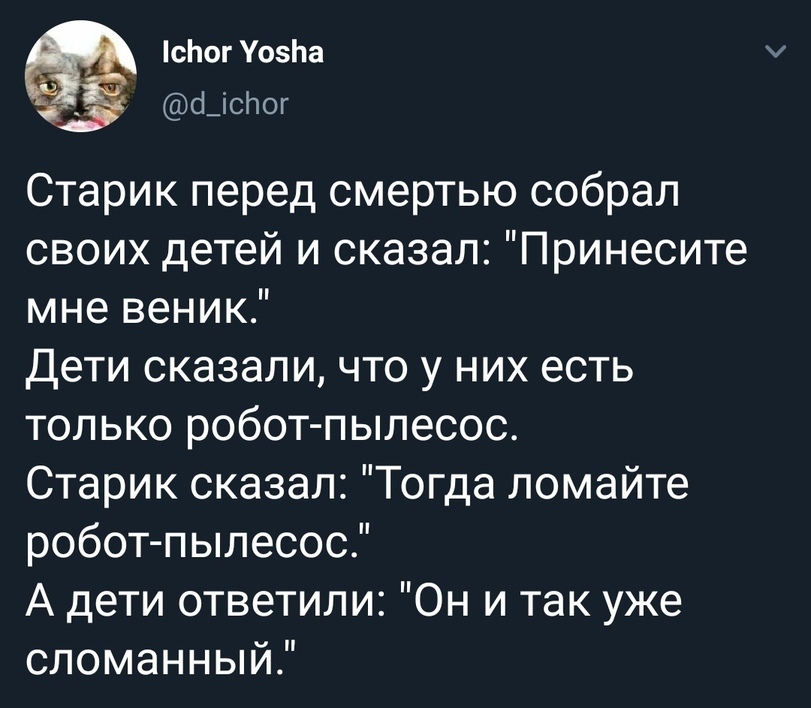 Ichor Yosha
@d_ichor
Старик перед смертью собрал
своих детей и сказал: "Принесите
мне веник."
Дети сказали, что у них есть
только робот-пылесос.
Старик сказал: "Тогда ломайте
робот-пылесос."
А дети ответили: "Он и так уже
сломанный."